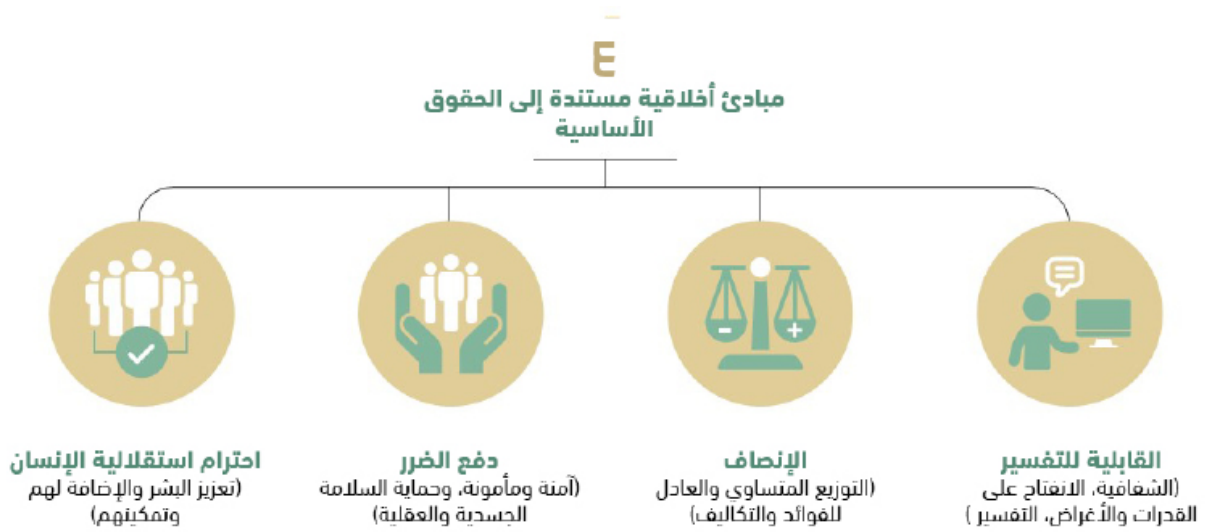 ٤
مبادئ أخلاقية مستندة إلى الحقوق
الأساسية
القابلية للتفسير
(الشفافية، الانفتاح على
القدرات والأغراض، التفسير )
الإنصاف
(التوزيع المتساوي والعادل
للفوائد والتكاليف)
دفع الضرر
(آمنة ومأمونة، وحماية السلامة
الجسدية والعقلية)
احترام استقلالية الإنسان
(تعزيز البشر والإضافة لهم
وتمكينهم)